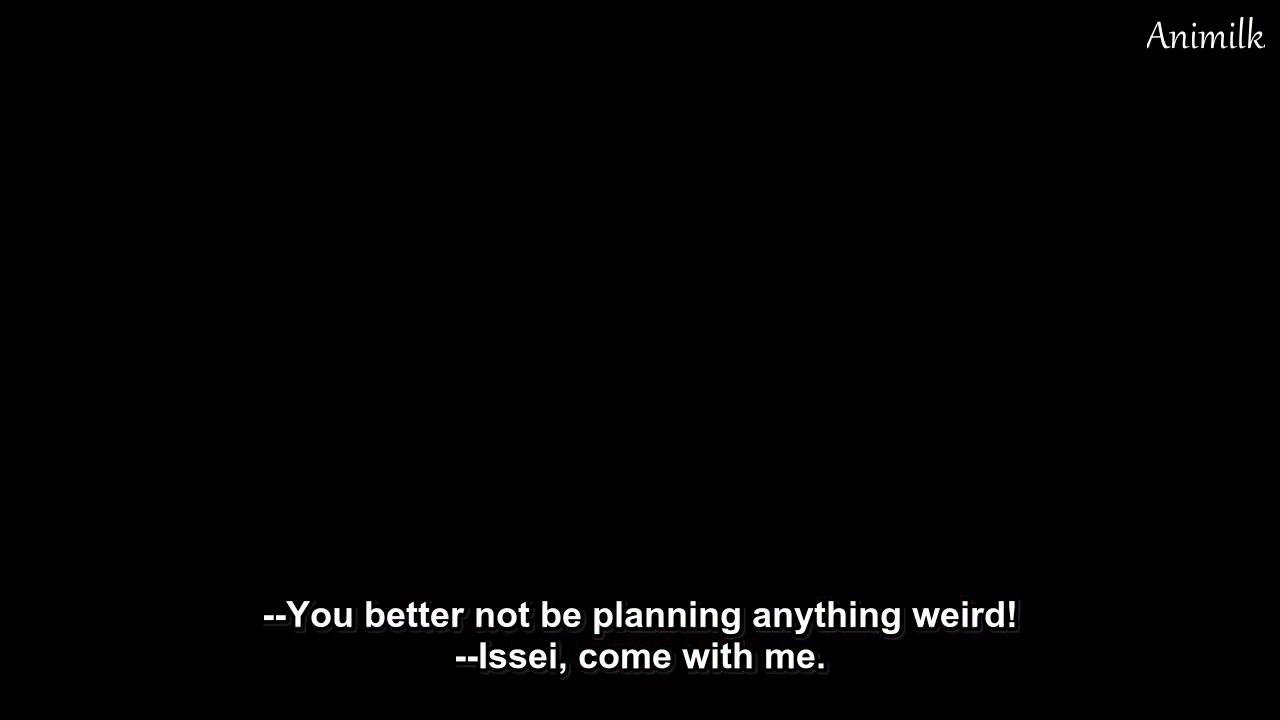 Animilk
--You better not be planning anything weird!
--Issei, come with me.